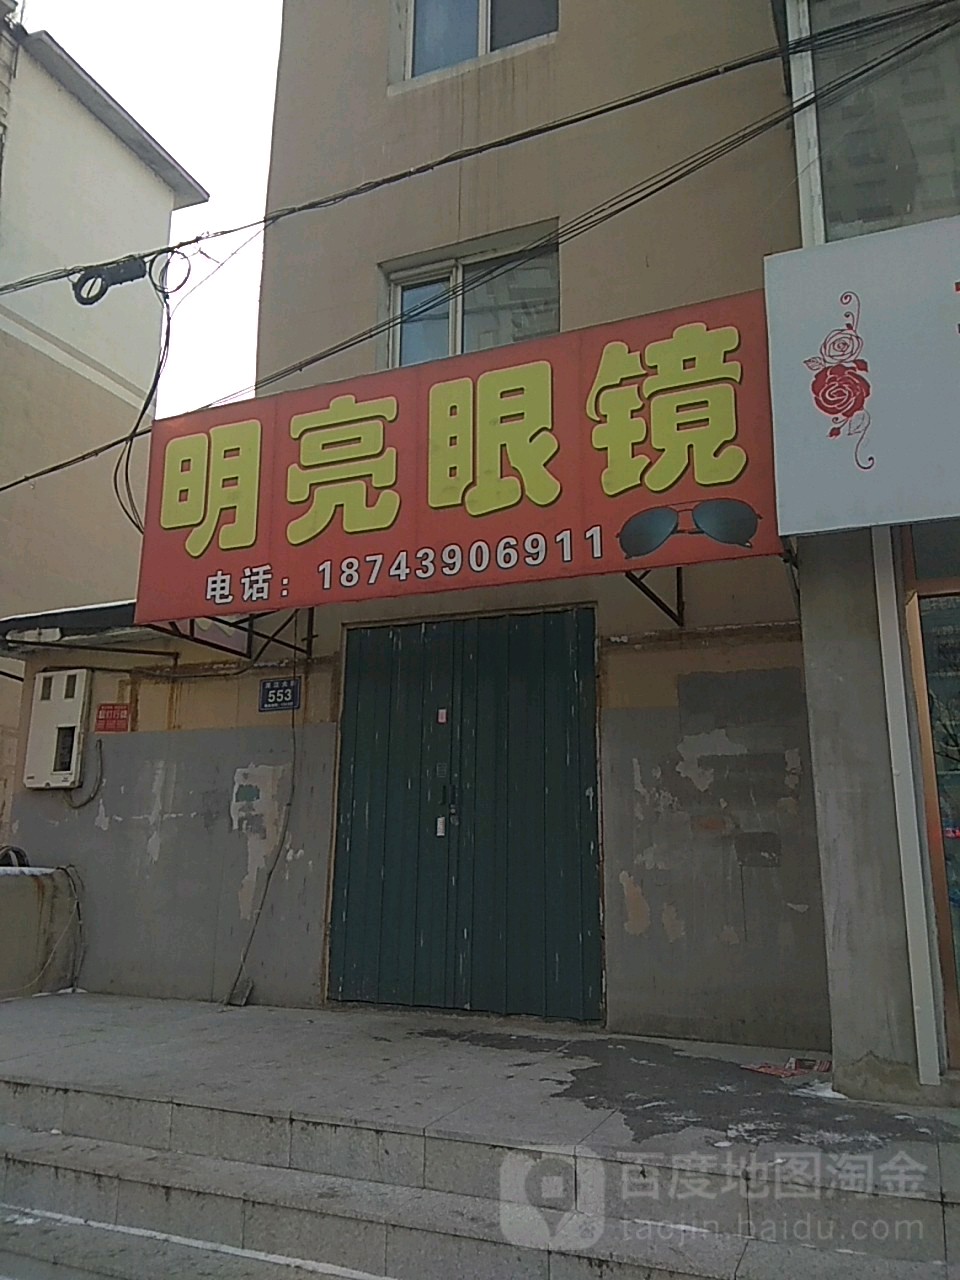 明亮眼镜
电话：18743906911
553
百度地图淘金
taojin.baidu.com